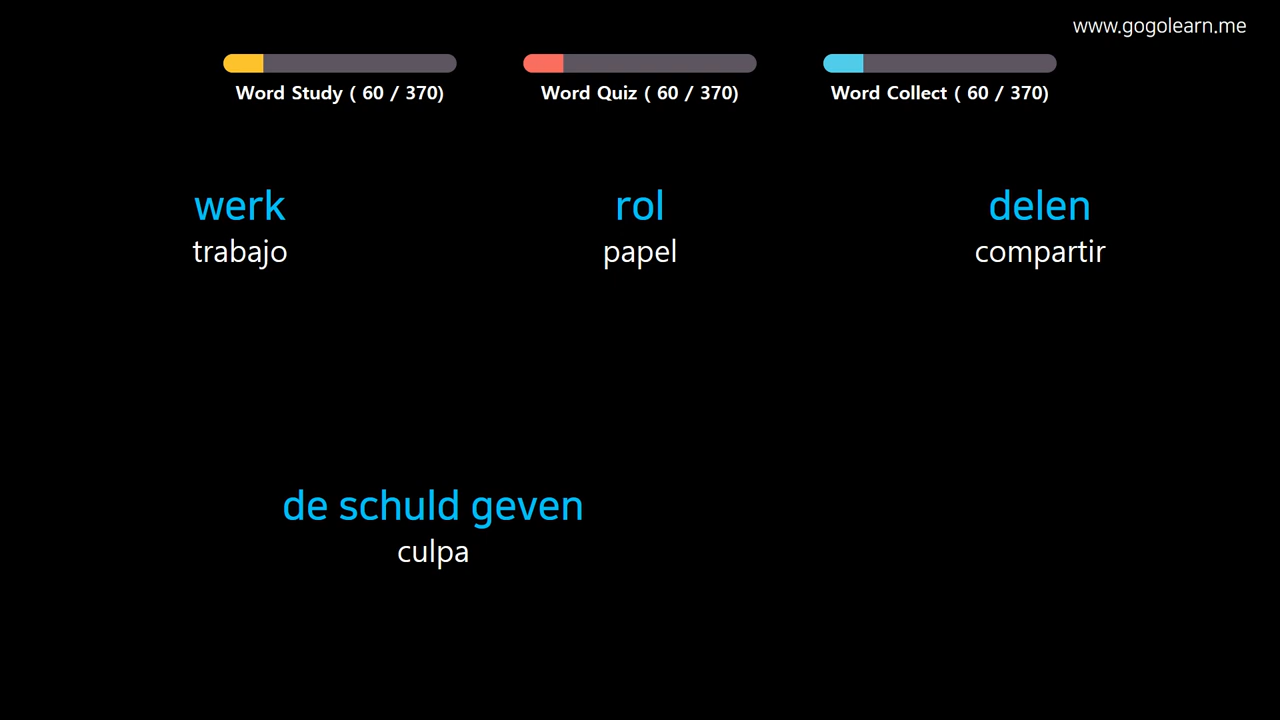 www.gogolearn.me
Word Study ( 60 / 370)
Word Quiz ( 60 / 370)
Word Collect ( 60 / 370)
werk
trabajo
rol
papel
delen
compartir
de schuld geven
culpa